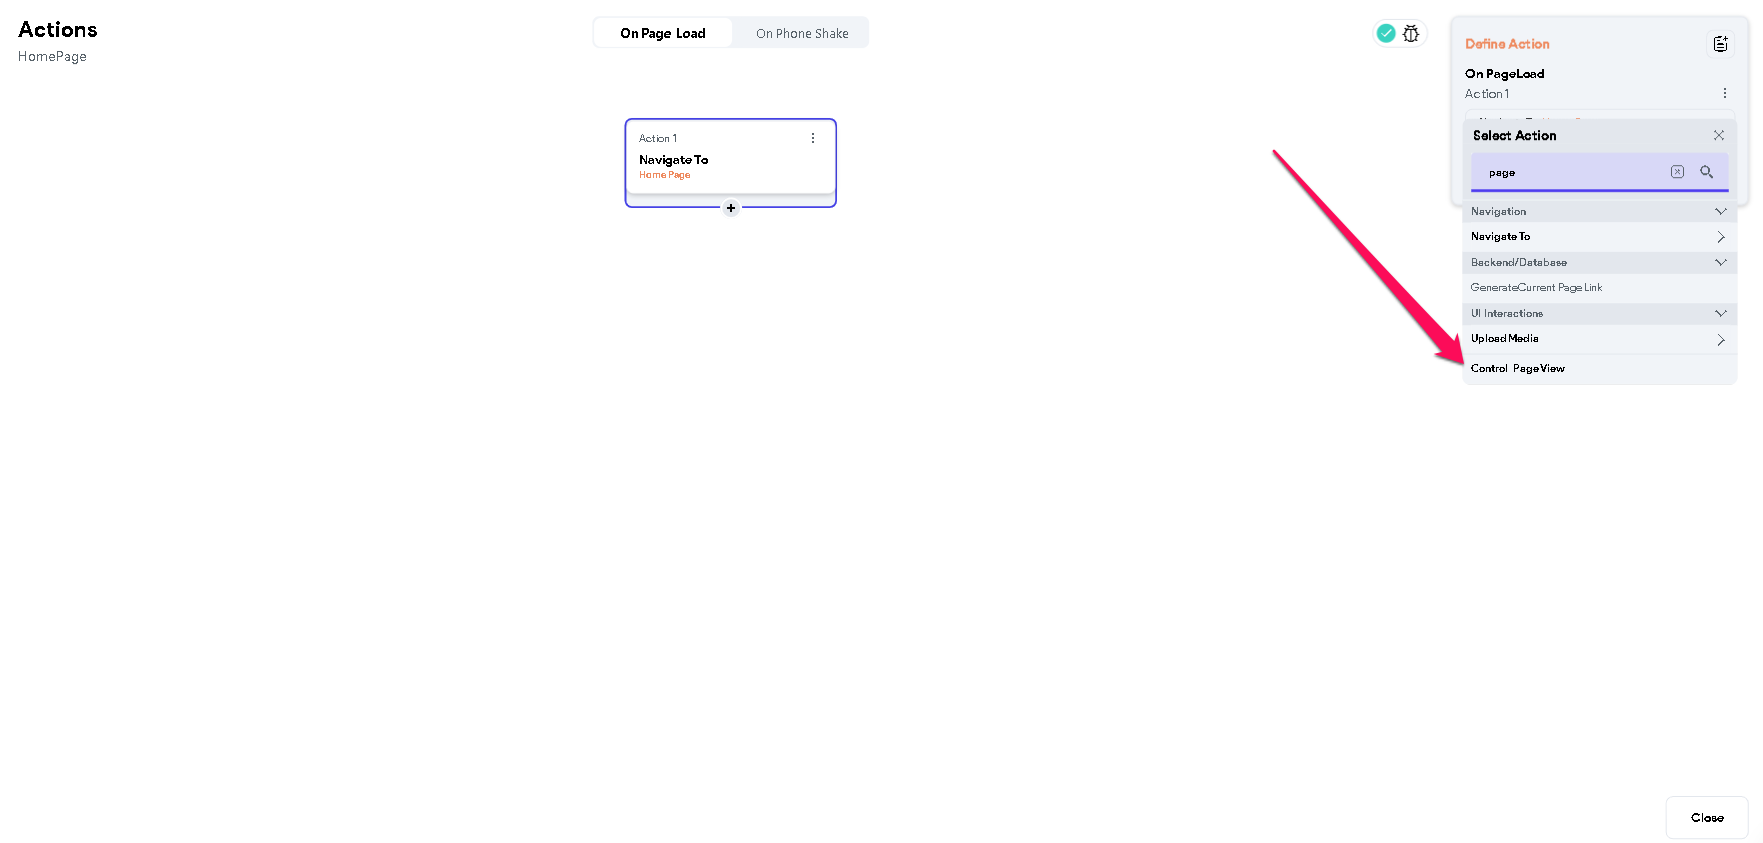 Actions
HomePage
On Page Load
On Phone Shake
Action 1
Navigate To
Home Page
Define Action
On PageLoad
Action 1
Select Action
page
Navigation
Navigate To
Backend/Database
GenerateCurrent Page Link
UI Interactions
Upload Media
Control PageView
Close